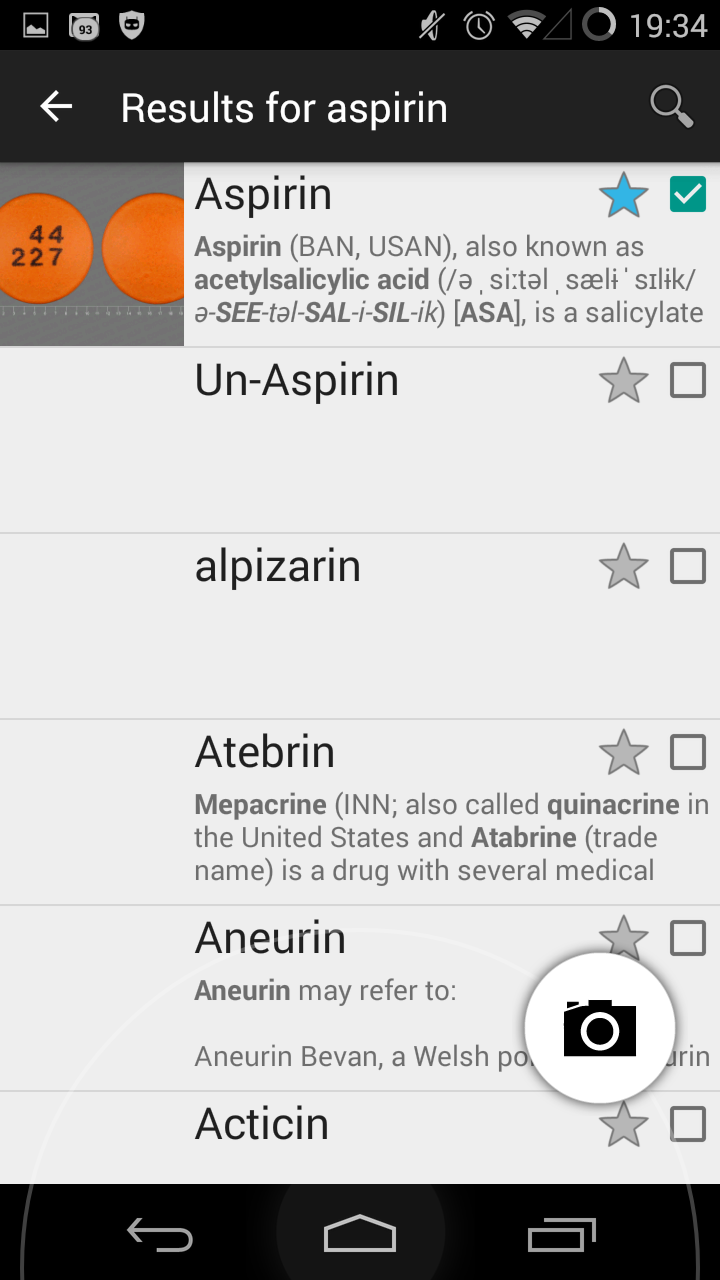 93
19:34
Results for aspirin
44
227
Aspirin
Aspirin (BAN, USAN), also known as
acetylsalicylic acid (/əˌsiːtəlˌsælɨˈsɪlɨk/
ə-SEE-təl-SAL-i-SIL-ik) [ASA], is a salicylate
Un-Aspirin
alpizarin
Atebrin
Mepacrine (INN; also called quinacrine in
the United States and Atabrine (trade
name) is a drug with several medical
Aneurin
Aneurin may refer to:
Aneurin Bevan, a Welsh
Acticin